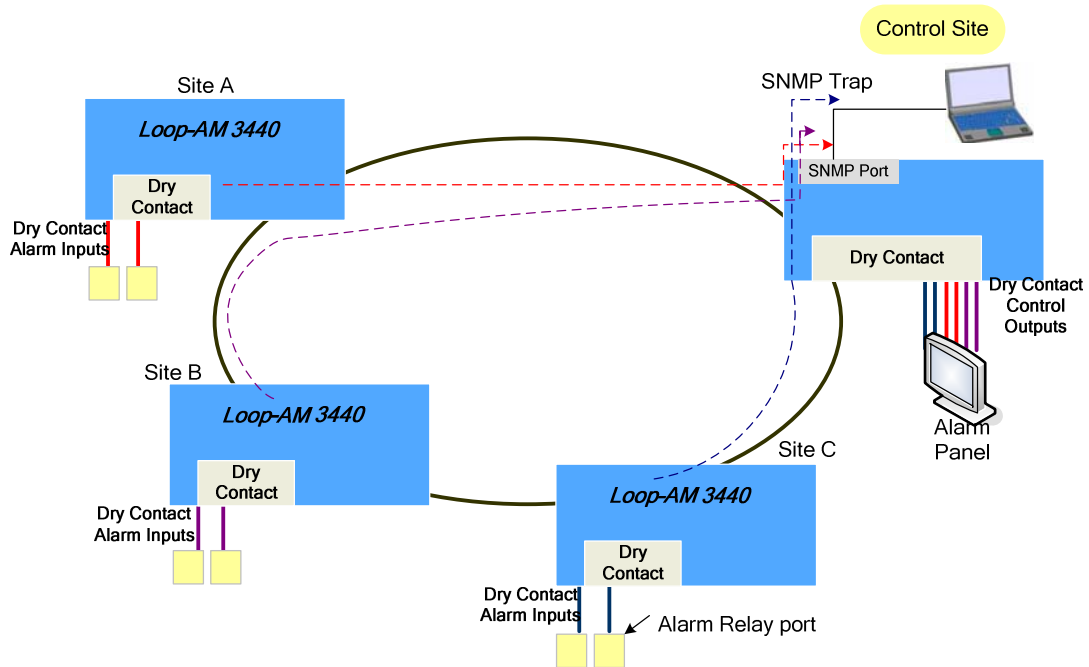 Control Site
SNMP Trap
Site A
Loop-AM 3440
Dry
Contact
Dry Contact
Alarm Inputs
SNMP Port
Dry Contact
Dry Contact
Control
Outputs
Alarm
Panel
Site B
Loop-AM 3440
Dry
Contact
Dry Contact
Alarm Inputs
Site C
Loop-AM 3440
Dry
Contact
Dry Contact
Alarm Inputs
Alarm Relay port